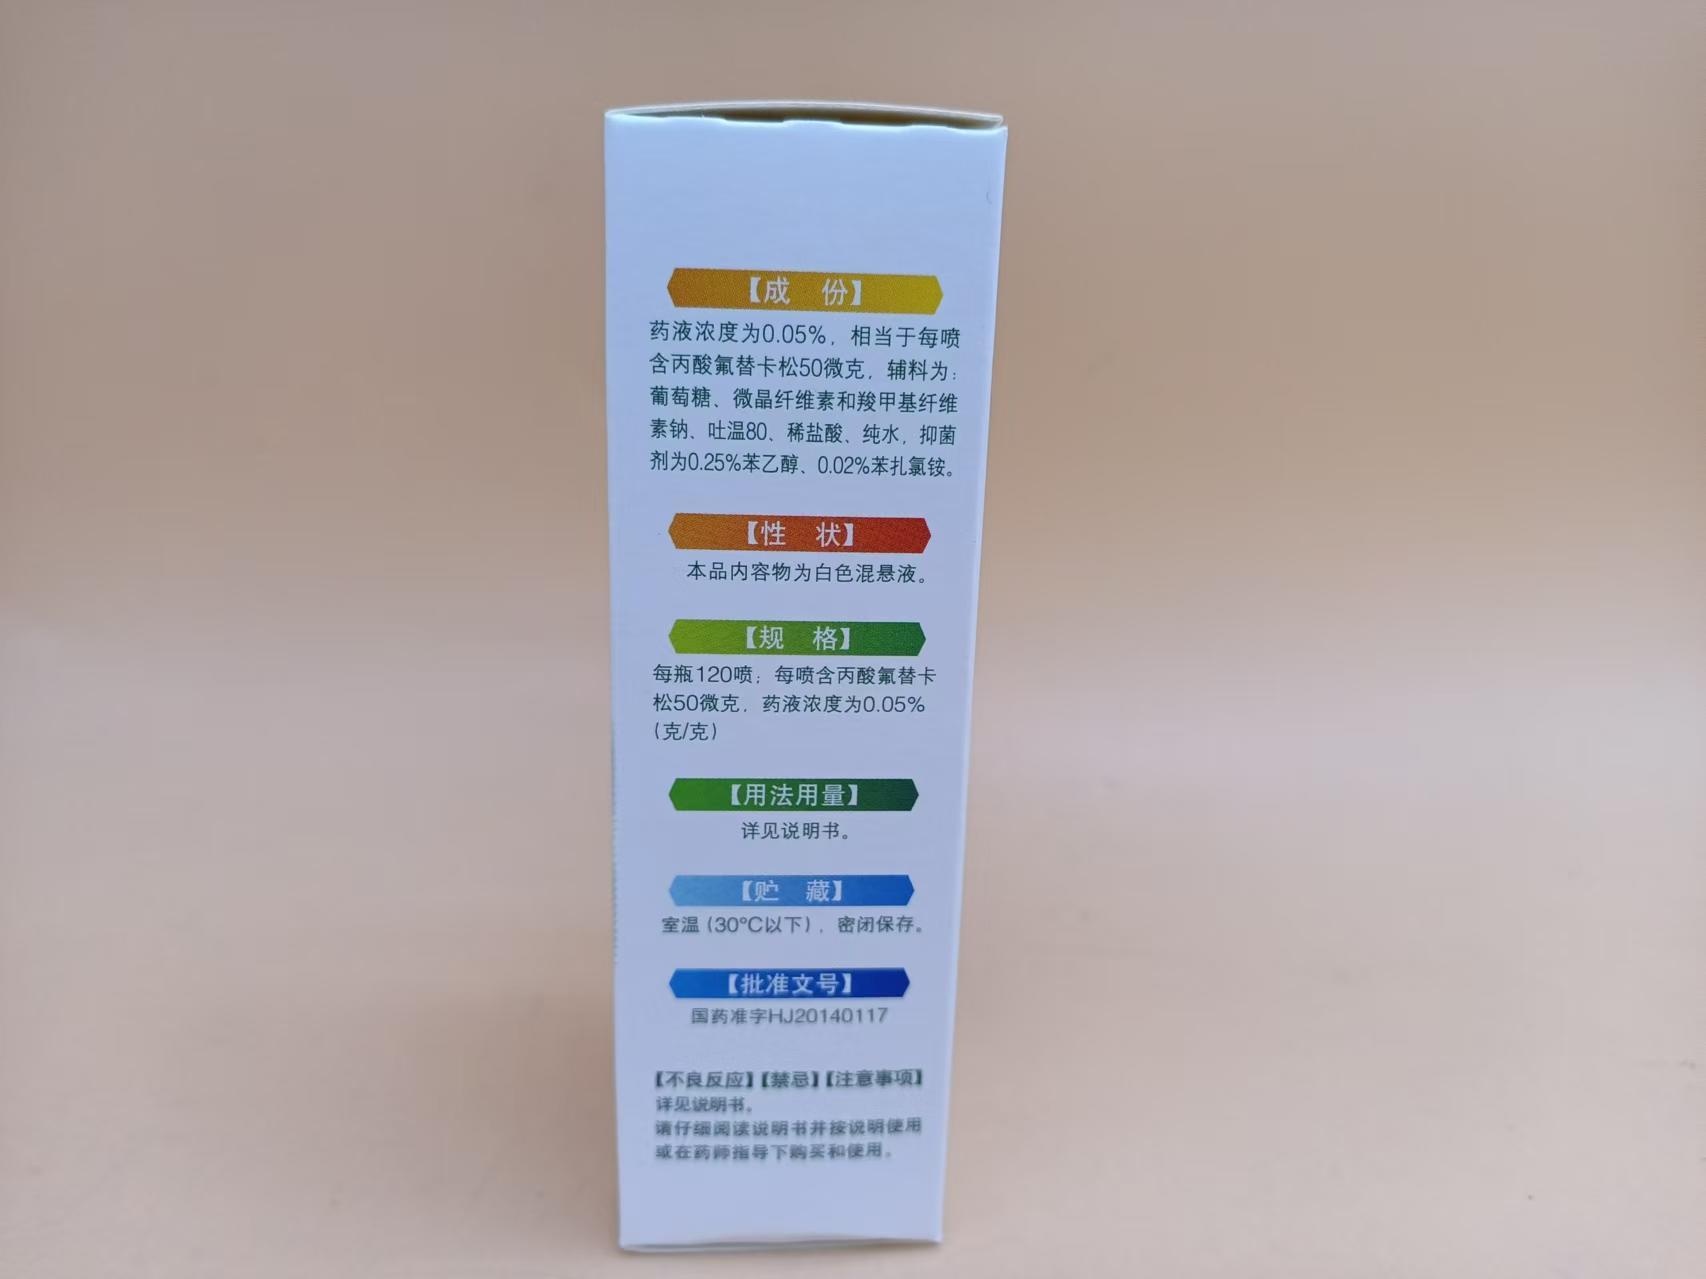 【成 份】
药液浓度为0.05%，相当于每喷
含丙酸氟替卡松50微克，辅料为：
葡萄糖、微晶纤维素和羧甲基纤维
素钠、吐温80、稀盐酸、纯水，抑菌
剂为0.25%苯乙醇、0.02%苯扎氯铵。
【性 状】
本品内容物为白色混悬液。
【规 格】
每瓶120喷；每喷含丙酸氟替卡
松50微克，药液浓度为0.05%
(克/克)
【用法用量】
详见说明书。
【贮 藏】
室温(30°C以下)，密闭保存。
【批准文号】
国药准字HJ20140117
【不良反应】【禁忌】【注意事项】
详见说明书。
请仔细阅读说明书并按说明使用
或在药师指导下购买和使用。